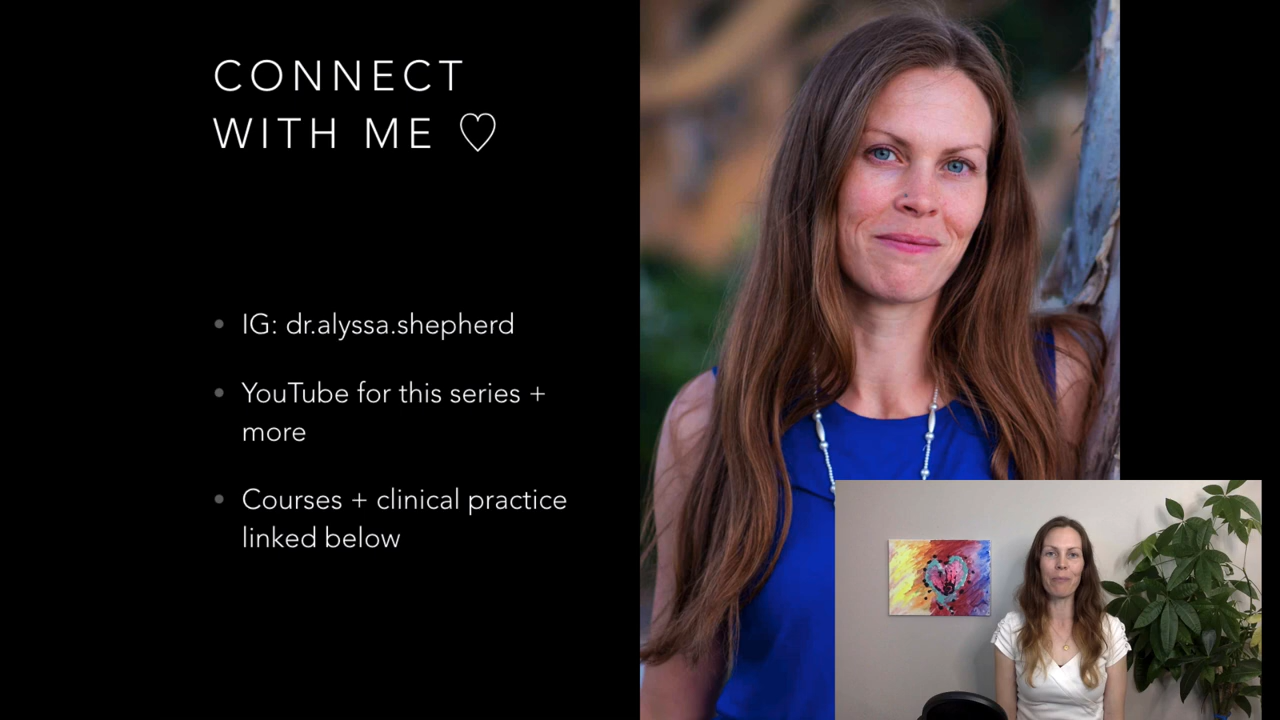 CONNECT
WITH ME ♡
• IG: dr.alyssa.shepherd
• YouTube for this series +
more
• Courses + clinical practice
linked below